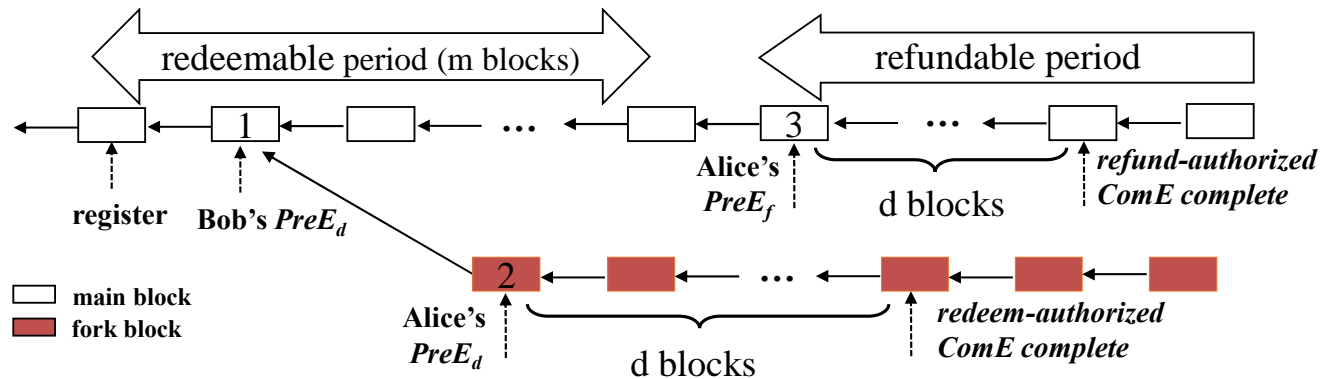 redeemable period (m blocks)
refundable period
1
...
3
...
register
Bob's PreE_d
Alice's
PreE_f
d blocks
refund-authorized
ComE complete
2
...
main block
fork block
Alice's
PreE_d
d blocks
redeem-authorized
ComE complete